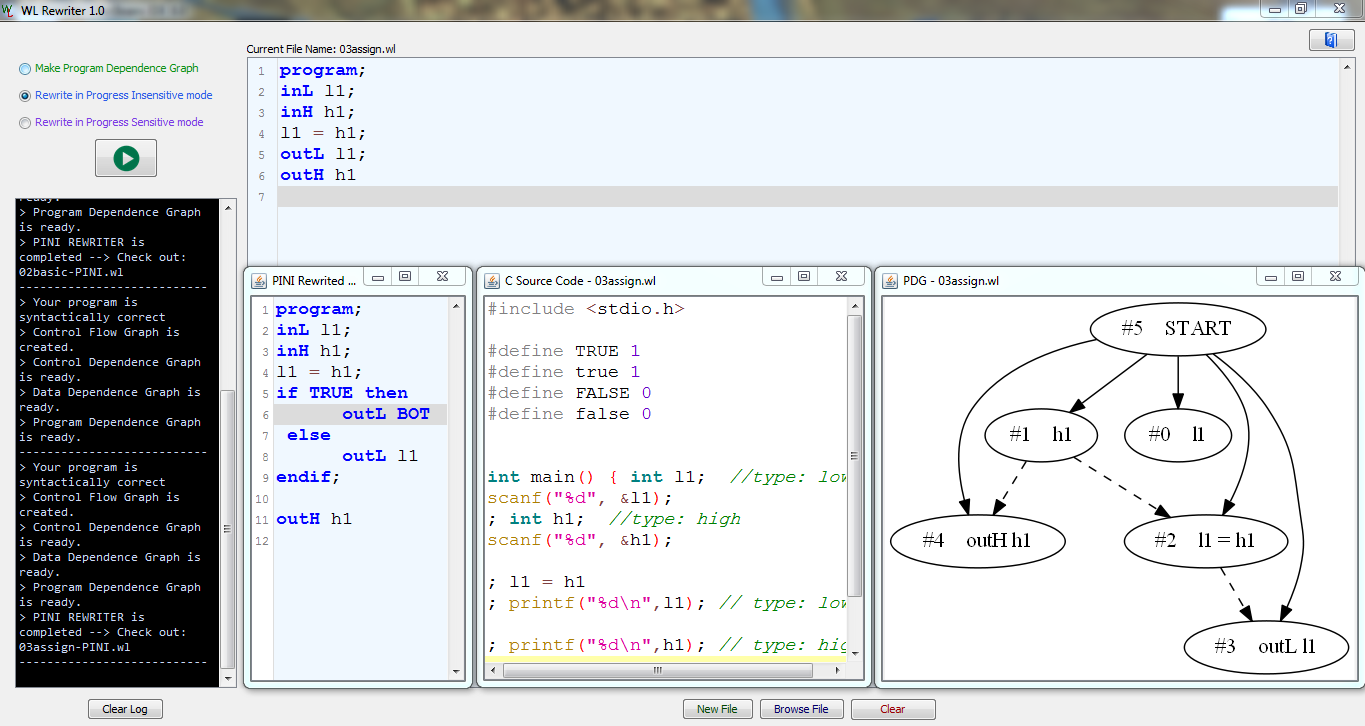 WL Rewriter 1.0
Current File Name: 03assign.wl
Make Program Dependence Graph
Rewrite in Progress Insensitive mode
Rewrite in Progress Sensitive mode
1 program;
2 inL l1;
3 inH h1;
4 l1 = h1;
5 outL l1;
6 outH h1
7
ready.
> Program Dependence Graph
is ready.
> PINI REWRITER is
completed --> Check out:
02basic-PINI.wl
---------------------------
> Your program is
syntactically correct
> Control Flow Graph is
created.
> Control Dependence Graph
is ready.
> Data Dependence Graph is
ready.
> Program Dependence Graph
is ready.
---------------------------
> Your program is
syntactically correct
> Control Flow Graph is
created.
> Control Dependence Graph
is ready.
> Data Dependence Graph is
ready.
> Program Dependence Graph
is ready.
> PINI REWRITER is
completed --> Check out:
03assign-PINI.wl
---------------------------
PINI Rewrited ...
1 program;
2 inL l1;
3 inH h1;
4 l1 = h1;
5 if TRUE then
6 outL BOT
7 else
8 outL l1
9 endif;
10
11 outH h1
12
C Source Code - 03assign.wl
#include <stdio.h>
#define TRUE 1
#define true 1
#define FALSE 0
#define false 0
int main() { int l1; //type: low
scanf("%d", &l1);
; int h1; //type: high
scanf("%d", &h1);
; l1 = h1
; printf("%d\n",l1); // type: low
; printf("%d\n",h1); // type: hig
PDG - 03assign.wl
#5 START
#1 h1
#0 l1
#4 outH h1
#2 l1 = h1
#3 outL l1
Clear Log
New File
Browse File
Clear